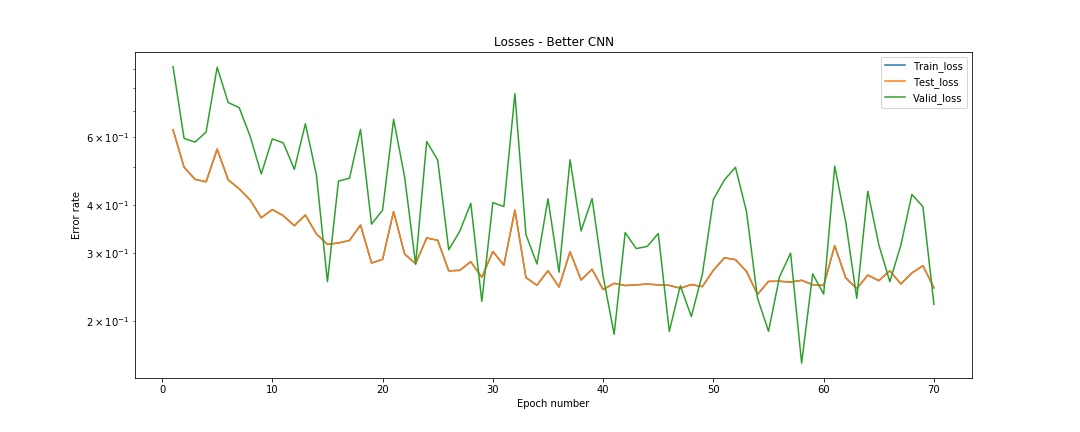 Losses - Better CNN
Train_loss
Test_loss
Valid_loss
6 × 10⁻¹
4 × 10⁻¹
3 × 10⁻¹
2 × 10⁻¹
Error rate
0 10 20 30 40 50 60 70
Epoch number